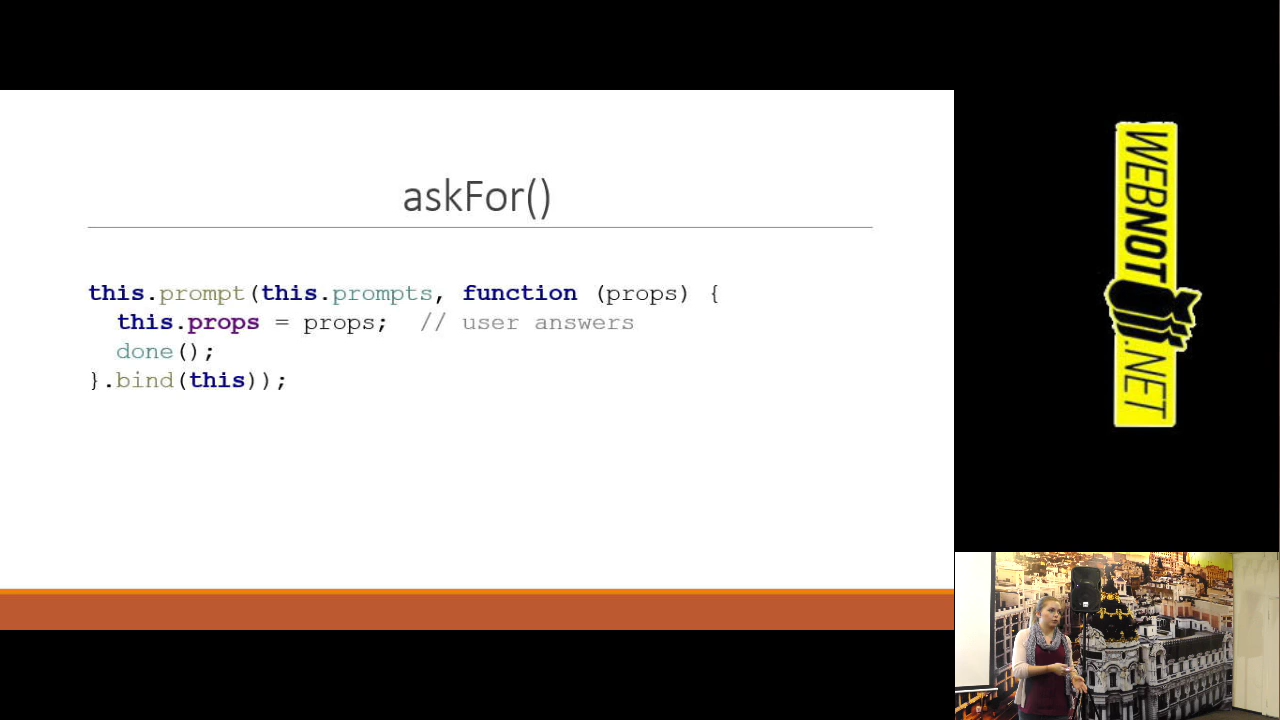 askFor()
this.prompt(this.prompts, function (props) {
  this.props = props;  // user answers
  done();
}.bind(this));
WEBNOT
.NET